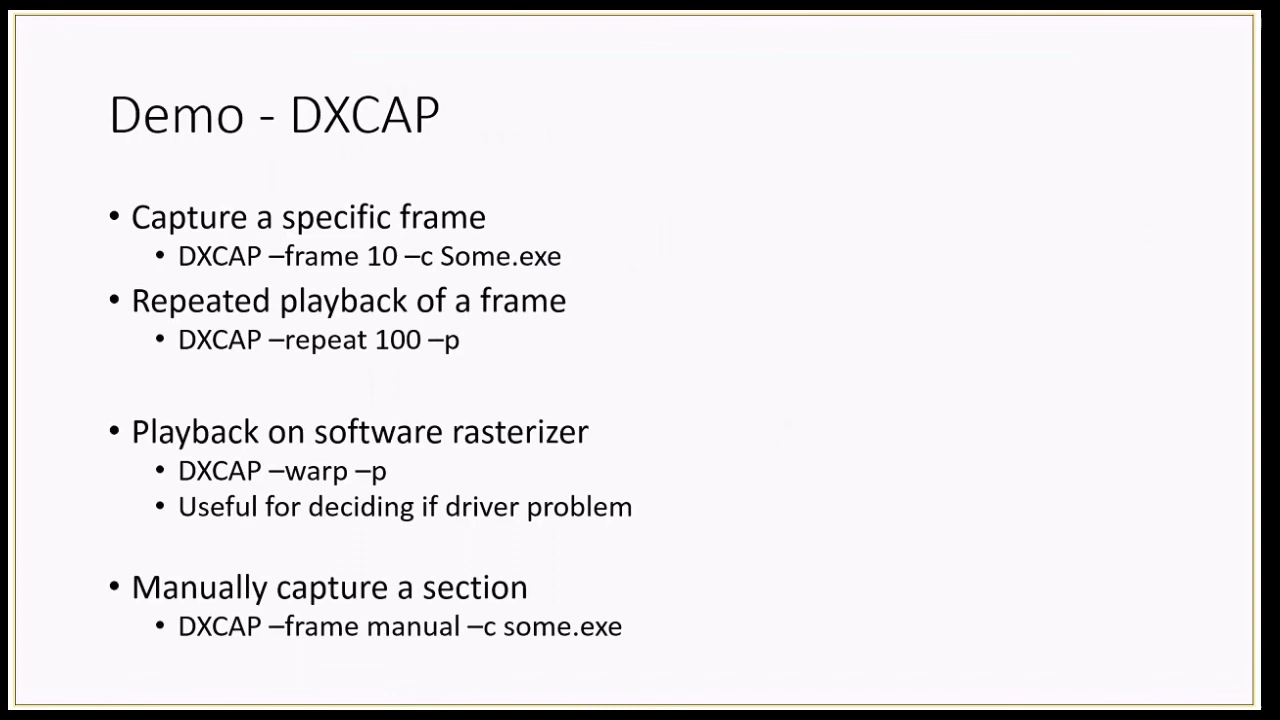 Demo - DXCAP
• Capture a specific frame
• DXCAP –frame 10 –c Some.exe
• Repeated playback of a frame
• DXCAP –repeat 100 –p
• Playback on software rasterizer
• DXCAP –warp –p
• Useful for deciding if driver problem
• Manually capture a section
• DXCAP –frame manual –c some.exe